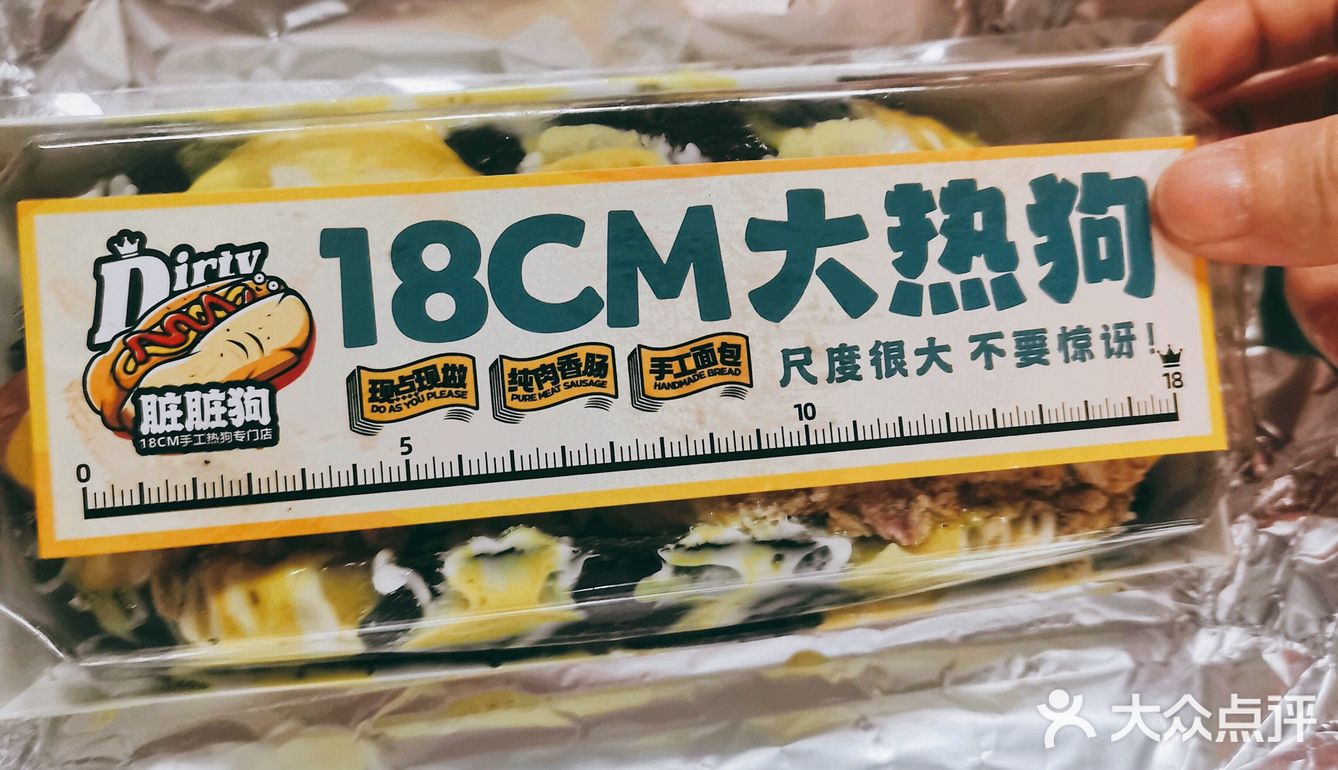 Dirty
脏脏狗
18CM手工热狗专门店
18CM大热狗
现点现做
DO AS YOU PLEASE
纯肉香肠
PURE MEAT SAUSAGE
手工面包
HANDMADE BREAD
尺度很大 不要惊讶!
0
5
10
18
大众点评